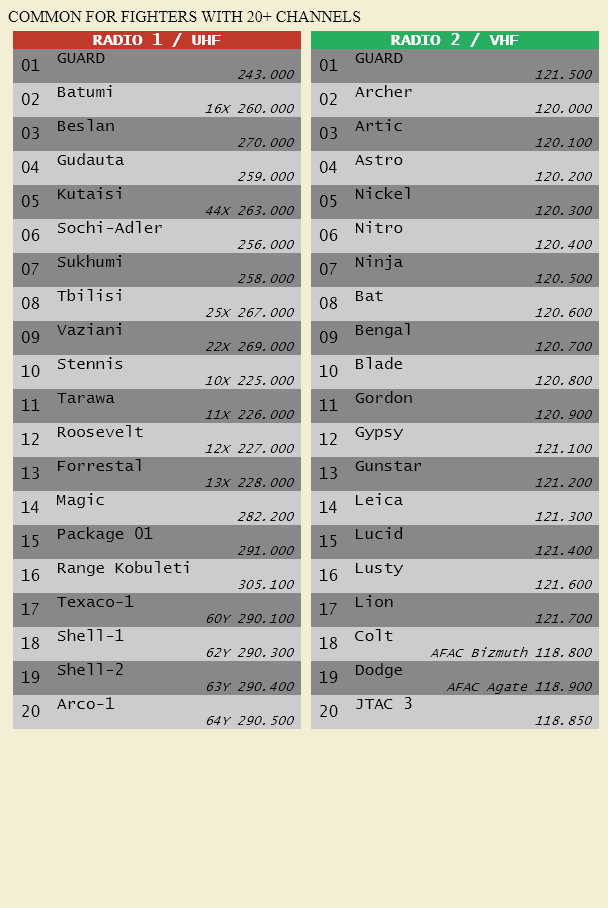 COMMON FOR FIGHTERS WITH 20+ CHANNELS
RADIO 1 / UHF
01 GUARD
243.000
02 Batumi
16X 260.000
03 Beslan
270.000
04 Gudauta
259.000
05 Kutaisi
44X 263.000
06 Sochi-Adler
256.000
07 Sukhumi
258.000
08 Tbilisi
25X 267.000
09 Vaziani
22X 269.000
10 Stennis
10X 225.000
11 Tarawa
11X 226.000
12 Roosevelt
12X 227.000
13 Forrestal
13X 228.000
14 Magic
282.200
15 Package 01
291.000
16 Range Kobuleti
305.100
17 Texaco-1
60Y 290.100
18 Shell-1
62Y 290.300
19 Shell-2
63Y 290.400
20 Arco-1
64Y 290.500
RADIO 2 / VHF
01 GUARD
121.500
02 Archer
120.000
03 Artic
120.100
04 Astro
120.200
05 Nickel
120.300
06 Nitro
120.400
07 Ninja
120.500
08 Bat
120.600
09 Bengal
120.700
10 Blade
120.800
11 Gordon
120.900
12 Gypsy
121.100
13 Gunstar
121.200
14 Leica
121.300
15 Lucid
121.400
16 Lusty
121.600
17 Lion
121.700
18 Colt
AFAC Bizmuth 118.800
19 Dodge
AFAC Agate 118.900
20 JTAC 3
118.850